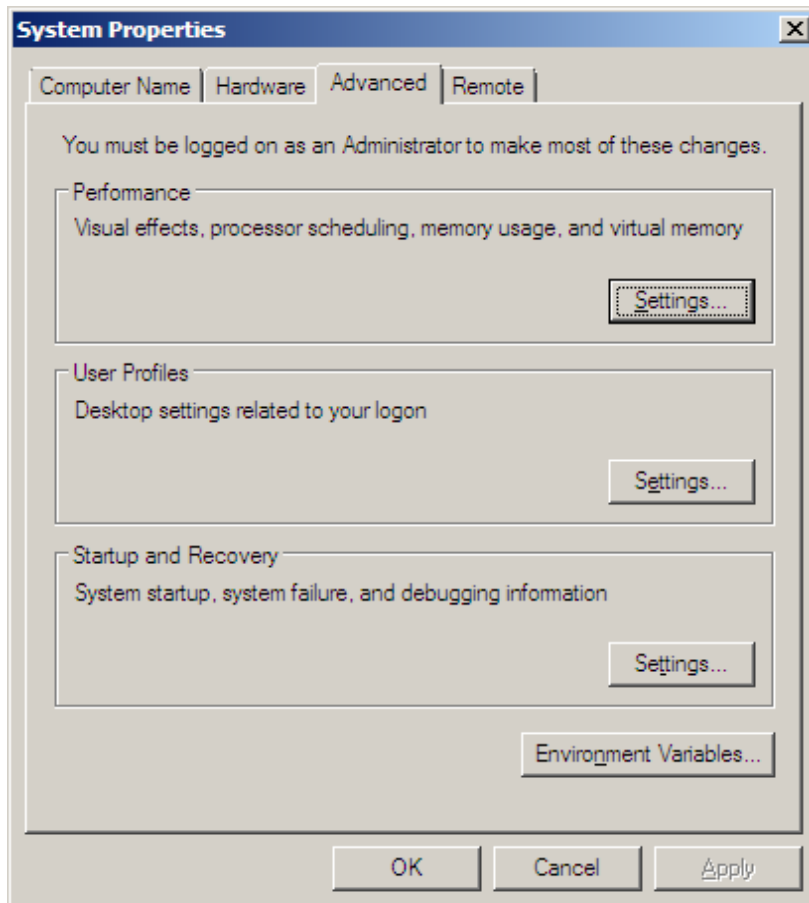 System Properties
Computer Name Hardware Advanced Remote
You must be logged on as an Administrator to make most of these changes.
Performance
Visual effects, processor scheduling, memory usage, and virtual memory
Settings...
User Profiles
Desktop settings related to your logon
Settings...
Startup and Recovery
System startup, system failure, and debugging information
Settings...
Environment Variables...
OK Cancel Apply